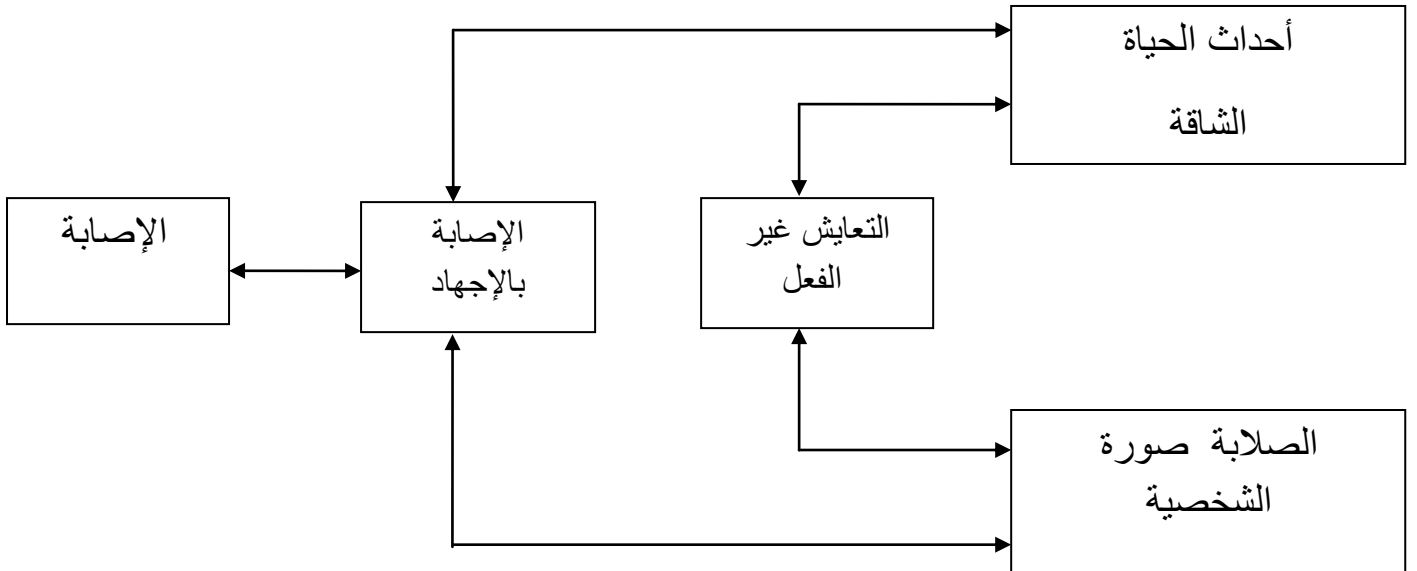 أحداث الحياة
الشاقة
التعايش غير
الفعل
الإصابة
بالإجهاد
الإصابة
الصلابة صورة
الشخصية